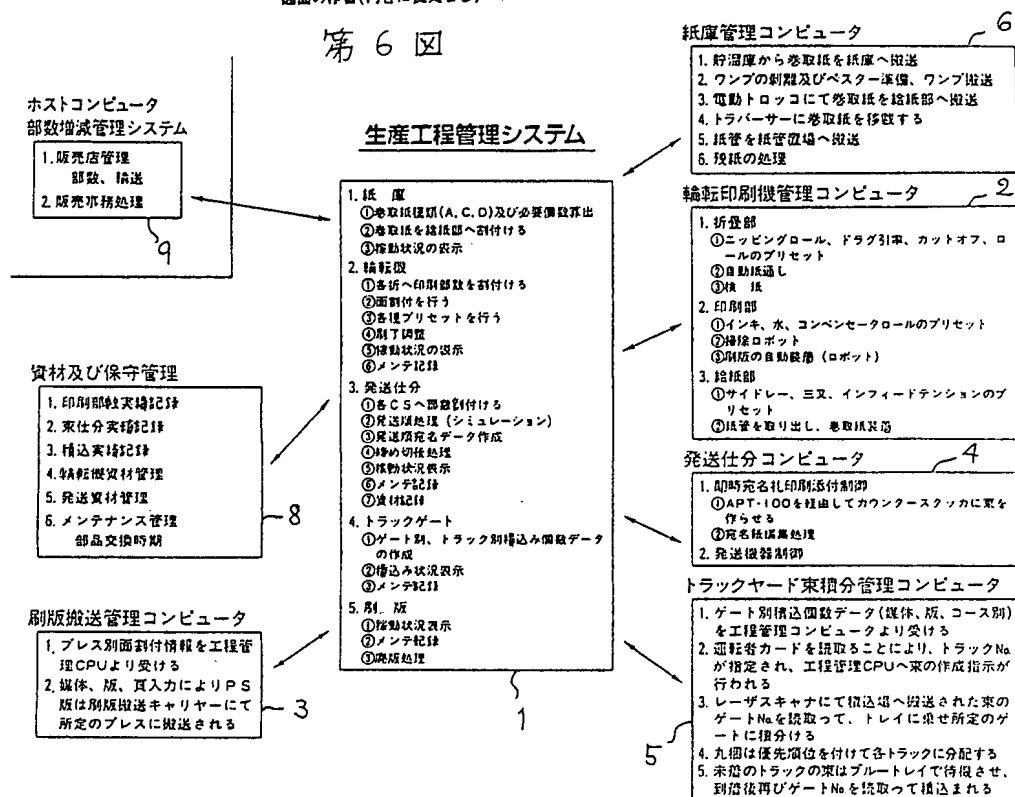 第6図
ホストコンピュータ
部数増減管理システム
1.販売店管理
部数、輸送
2.販売事務処理
9
生産工程管理システム
1.紙 庫
①巻取紙種類(A,C,D)及び必要個数算出
②巻取紙を給紙部へ割付ける
③稼動状況の表示
2.輪転機
①各折へ印刷部数を割付ける
②面割付を行う
③各種プリセットを行う
④刷了調整
⑤稼動状況の表示
⑥メンテ記録
3.発送仕分
①各CSへ部数割付ける
②発送順処理(シミュレーション)
③発送順宛名データ作成
④締め切任処理
⑤稼動状況表示
⑥メンテ記録
⑦資材記録
4.トラックゲート
①ゲート別、トラック別積込み個数データ
の作成
②積込み状況表示
③メンテ記録
5.刷 版
①稼動状況表示
②メンテ記録
③廃版処理
1
資材及び保守管理
1.印刷部数実績記録
2.束仕分実績記録
3.積込実績記録
4.輪転機資材管理
5.発送資材管理
6.メンテナンス管理
部品交換時期
8
刷版搬送管理コンピュータ
1.プレス別面割付情報を工程管
理CPUより受ける
2.媒体、版、頁入力によりPS
版は刷版搬送キャリヤーにて
所定のプレスに搬送される
3
紙庫管理コンピュータ
6
1.貯溜庫から巻取紙を紙庫へ搬送
2.ワンプの剥離及びペスター準備、ワンプ搬送
3.電動トロッコにて巻取紙を給紙部へ搬送
4.トラバーサーに巻取紙を移載する
5.紙管を紙管置場へ搬送
6.残紙の処理
輪転印刷機管理コンピュータ
2
1.折畳部
①ニッピングロール、ドラグ引率、カットオフ、ロ
ールのプリセット
②自動紙通し
③検 紙
2.印刷部
①インキ、水、コンペンセータロールのプリセット
②掃除ロボット
③刷版の自動装着(ロボット)
3.給紙部
①サイドレー、三又、インフィードテンションのプ
リセット
②紙管を取り出し、巻取紙装着
発送仕分コンピュータ
4
1.即時宛名札印刷添付制御
①APT-100を経由してカウンタースタッカに束を
作らせる
②宛名紙編集処理
2.発送機器制御
トラックヤード束積分管理コンピュータ
1.ゲート別積込個数データ(媒体、版、コース別)
を工程管理コンピュータより受ける
2.運転者カードを読取ることにより、トラックNo.
が指定され、工程管理CPUへ束の作成指示が
行われる
3.レーザスキャナにて積込場へ搬送された束の
ゲートNo.を読取って、トレイに乗せ所定のゲ
ートに積分ける
4.九個は優先順位を付けて各トラックに分配する
5.未着のトラックの束はブルートレイで待機させ、
到着後再びゲートNo.を読取って積込まれる
5